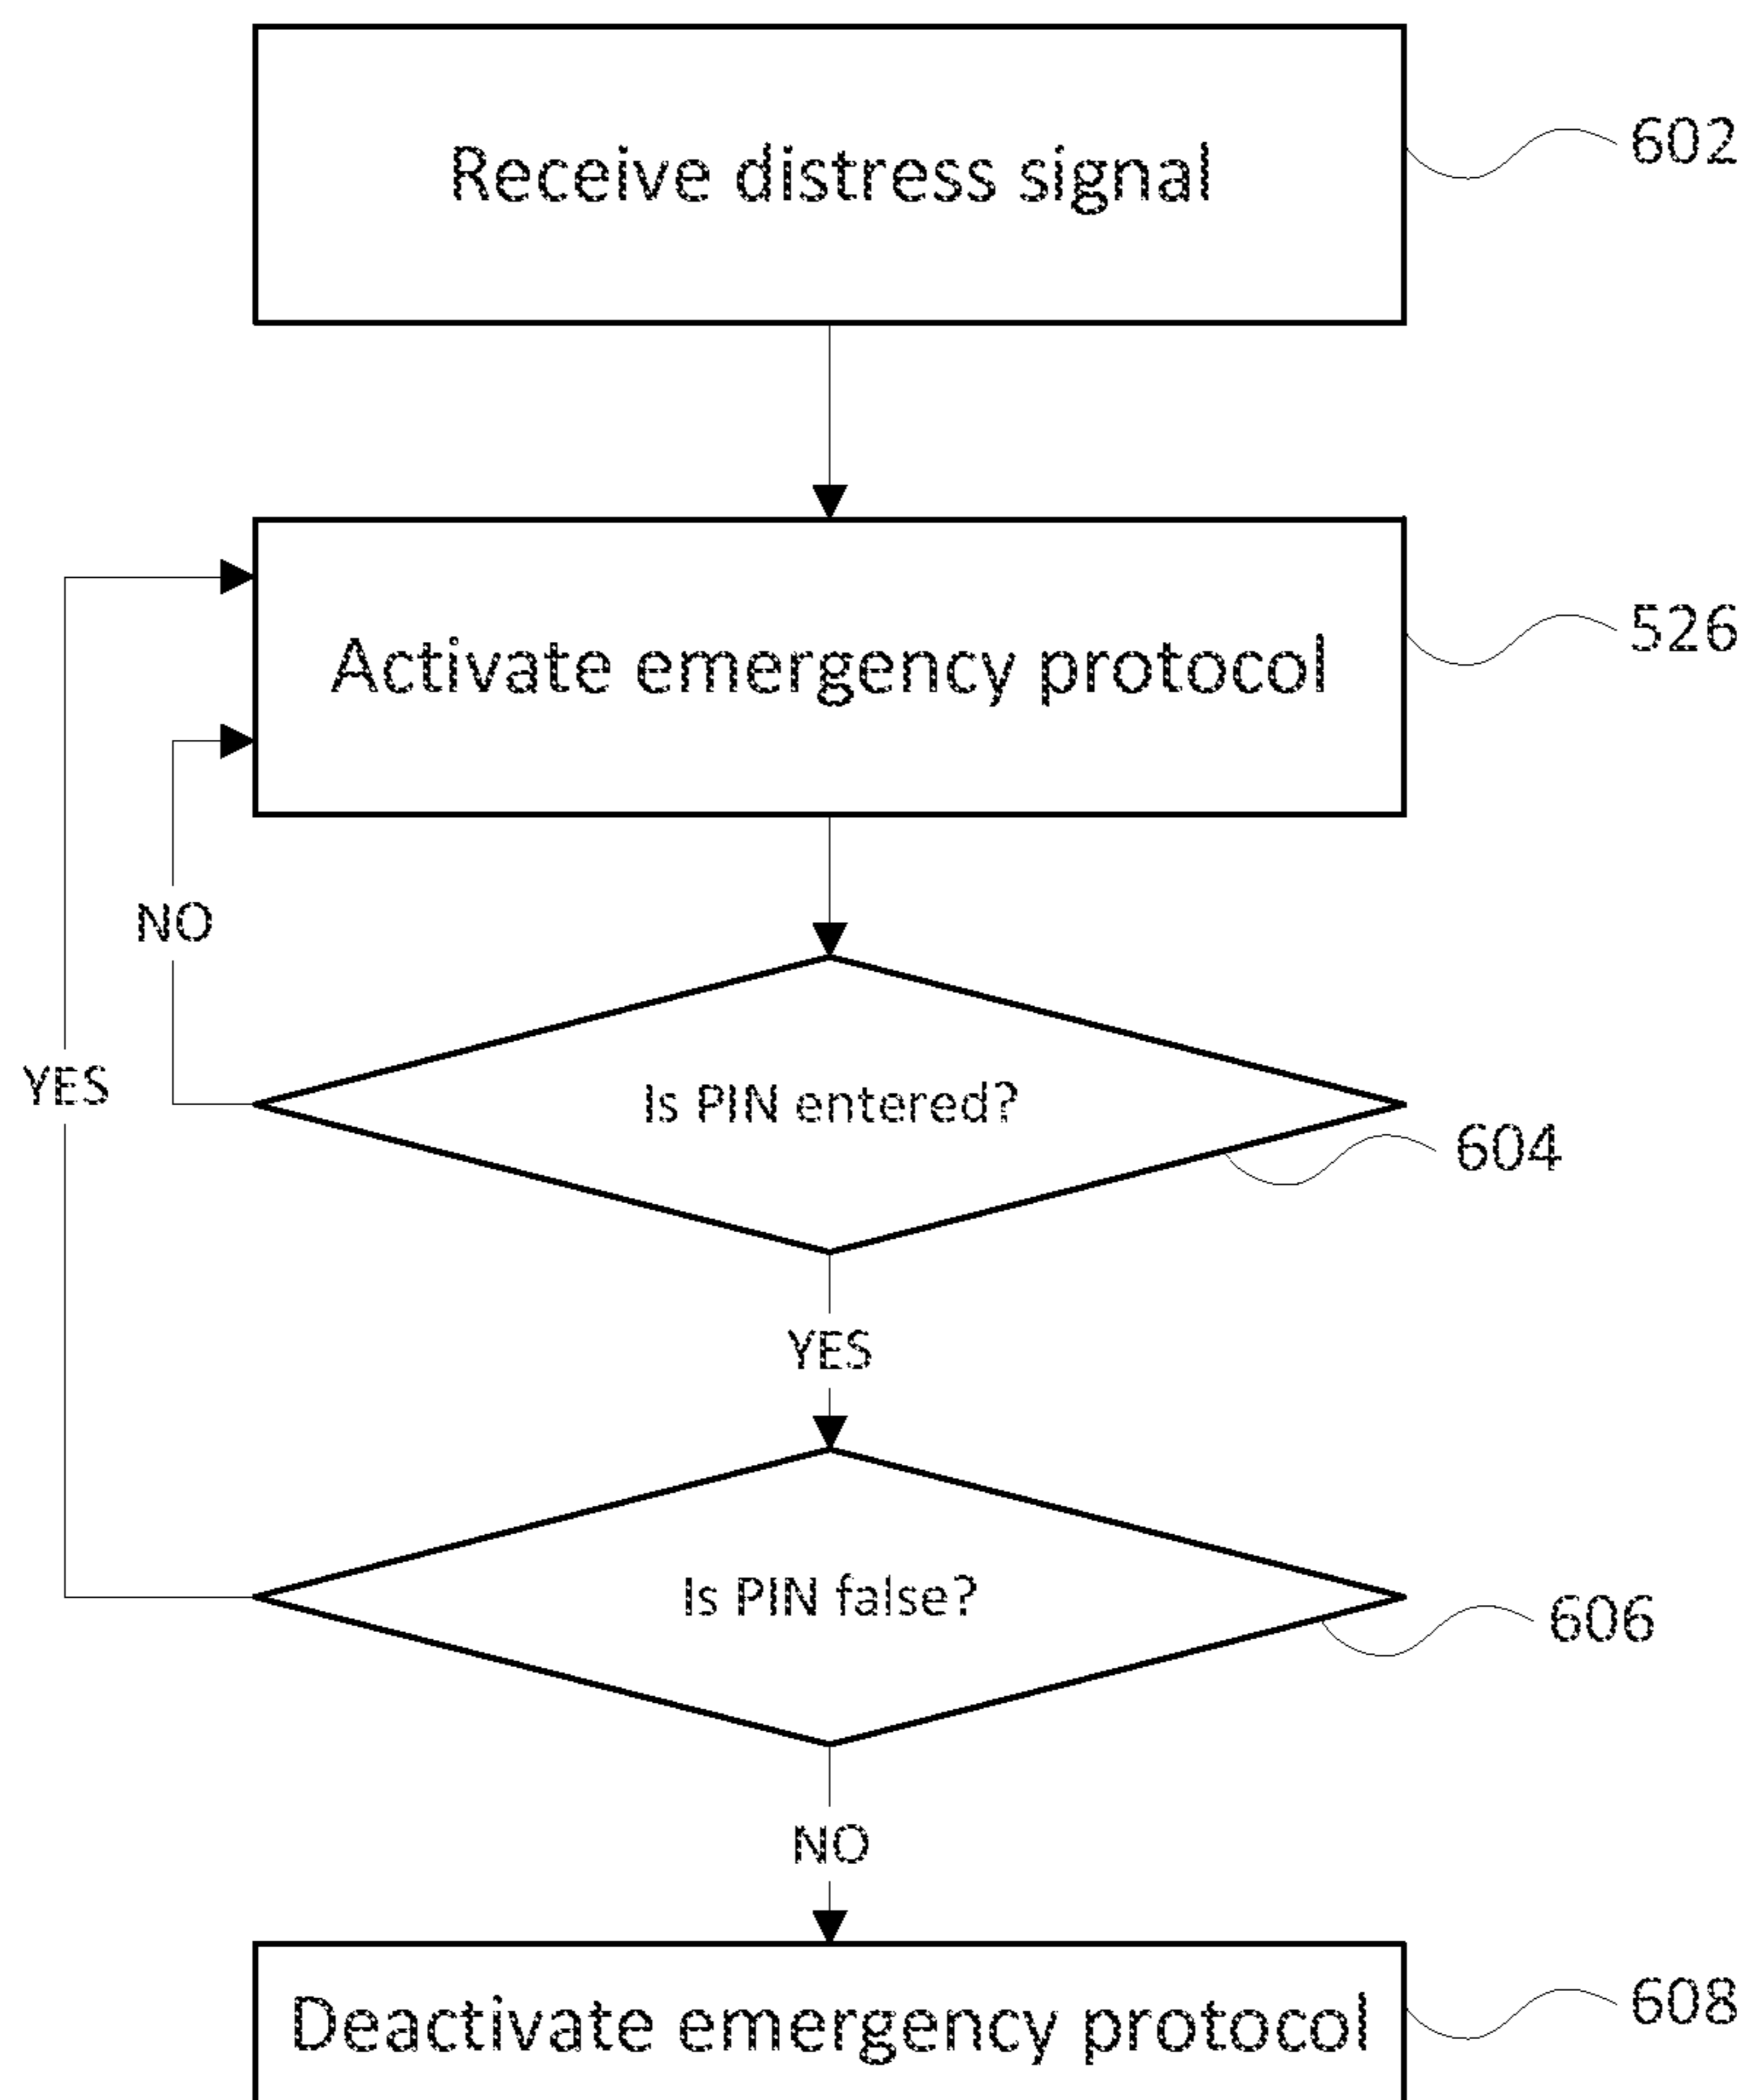 Receive distress signal
602
Activate emergency protocol
526
NO
YES
Is PIN entered?
604
YES
Is PIN false?
606
NO
Deactivate emergency protocol
608